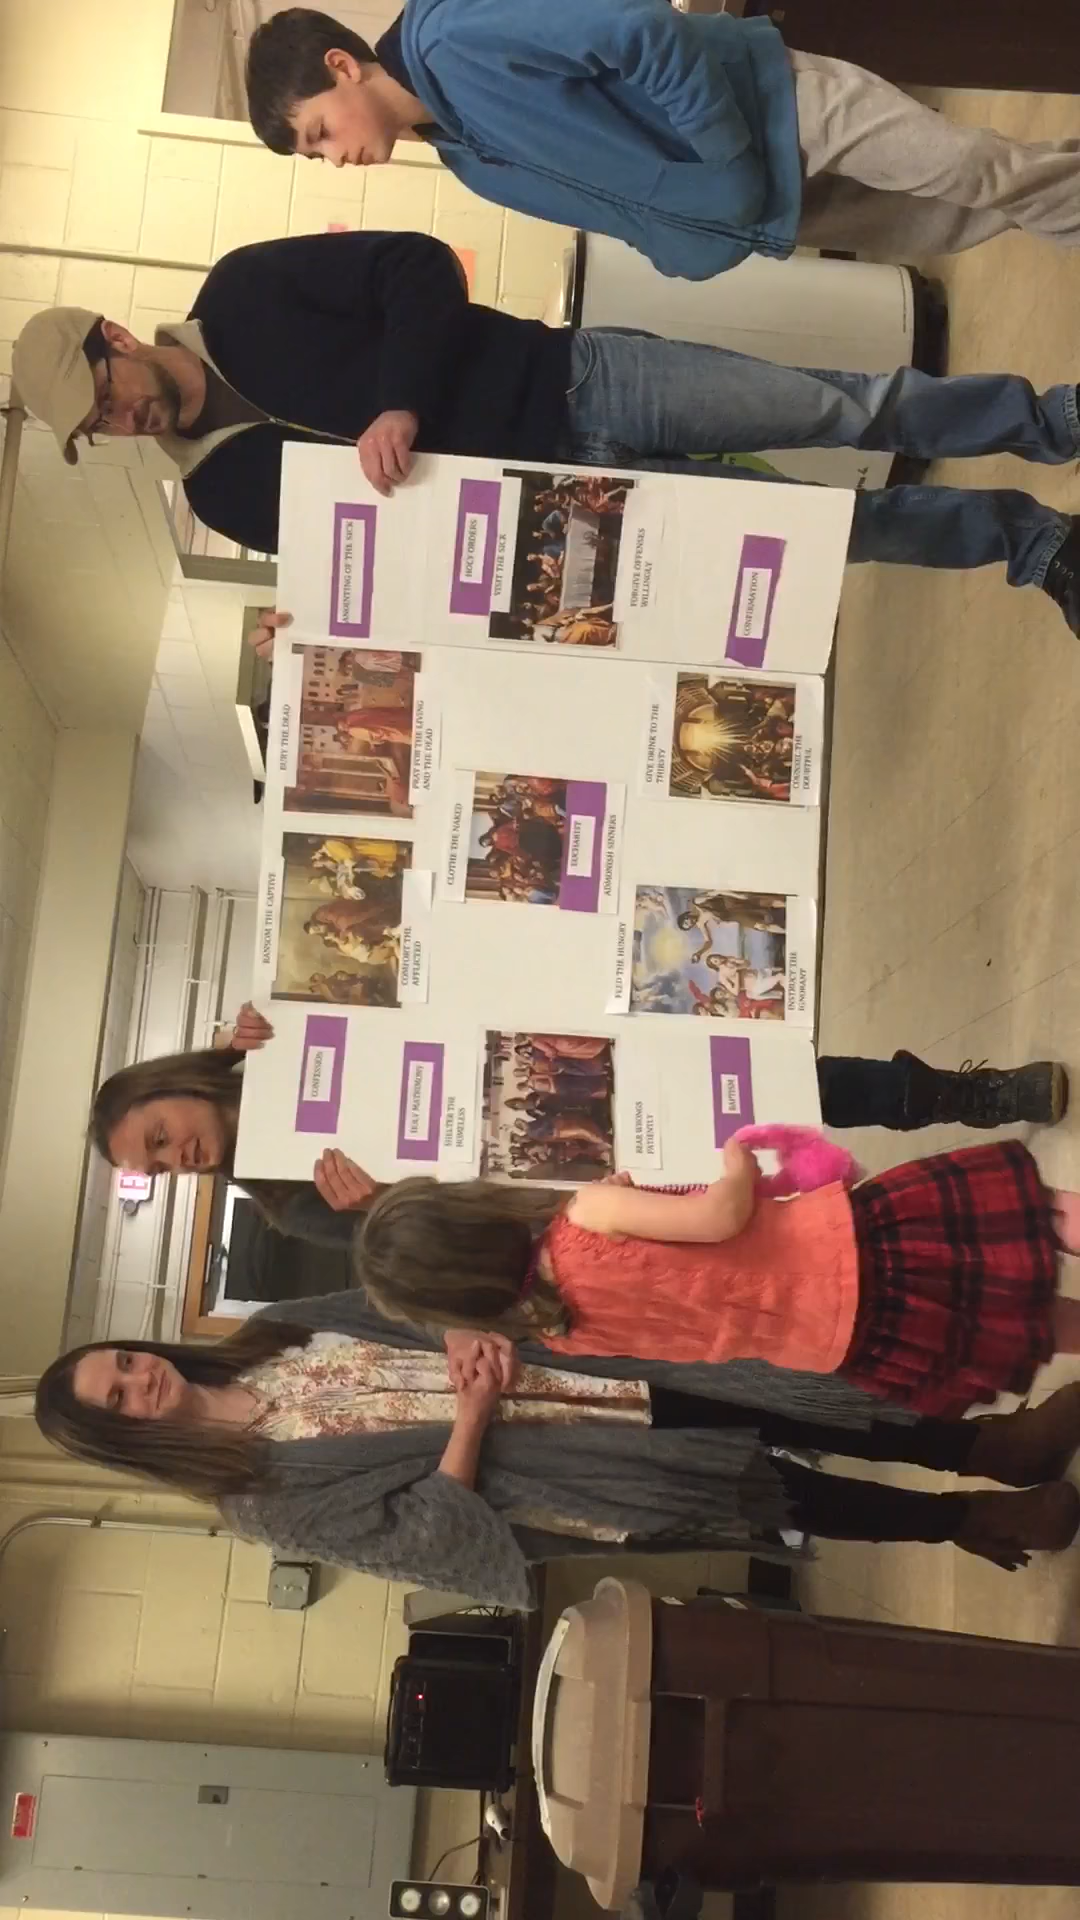 CONFESSION
RANSOM THE CAPTIVE
COMFORT THE
AFFLICTED
BURY THE DEAD
PRAY FOR THE LIVING
AND THE DEAD
ANOINTING OF THE SICK
HOLY MATRIMONY
SHELTER THE
HOMELESS
CLOTHE THE NAKED
EUCHARIST
ADMONISH SINNERS
HOLY ORDERS
VISIT THE SICK
BEAR WRONGS
PATIENTLY
FEED THE HUNGRY
INSTRUCT THE
IGNORANT
GIVE DRINK TO THE
THIRSTY
COUNSEL THE
DOUBTFUL
FORGIVE OFFENSES
WILLINGLY
BAPTISM
CONFIRMATION